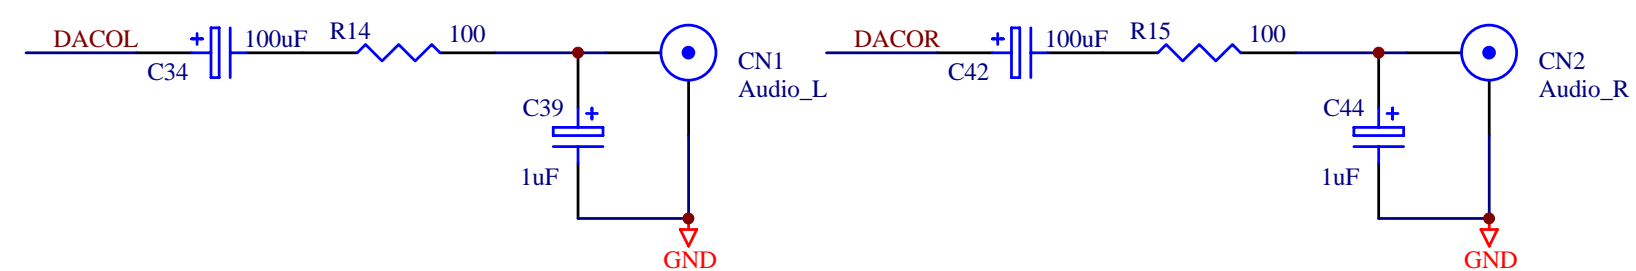 DACOL
+
100uF
R14
100
C34
CN1
Audio_L
C39
+
1uF
GND
DACOR
+
100uF
R15
100
C42
CN2
Audio_R
C44
+
1uF
GND